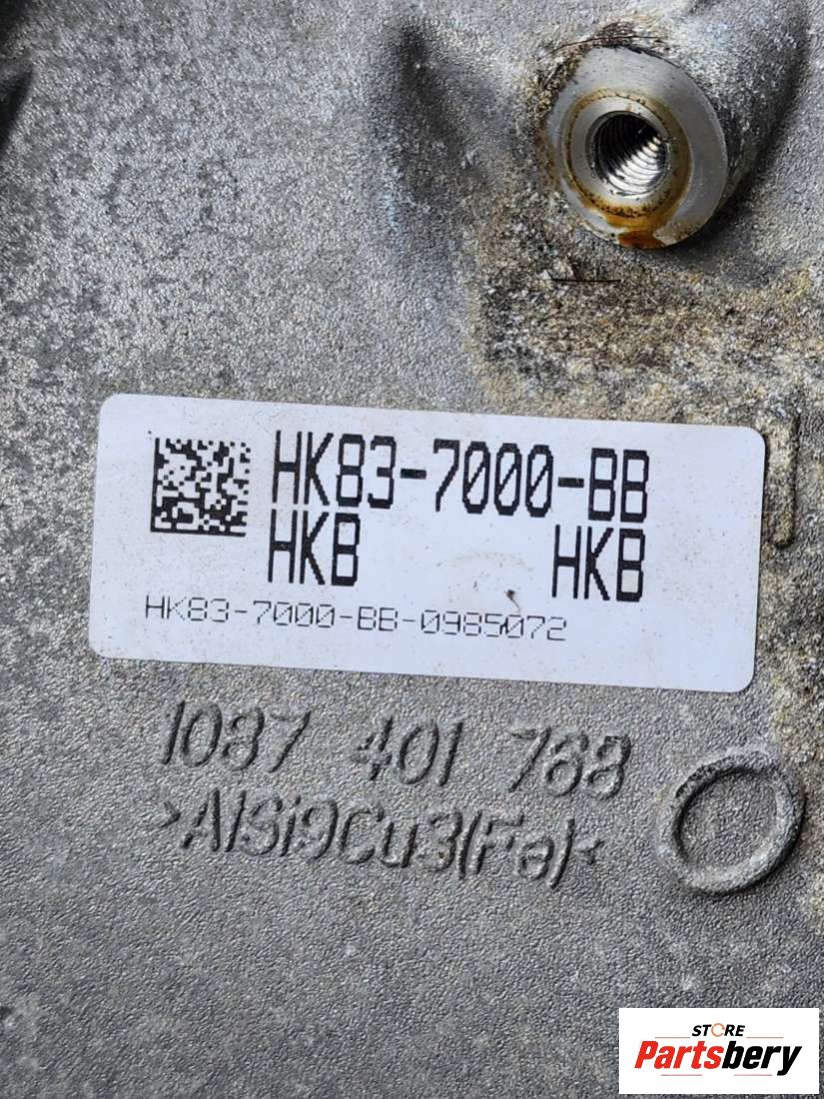 HK83-7000-BB
HKB HKB
HK83-7000-BB-0985072
1087 401 768
>AlSi9Cu3(Fe)<
STORE
Partsbery